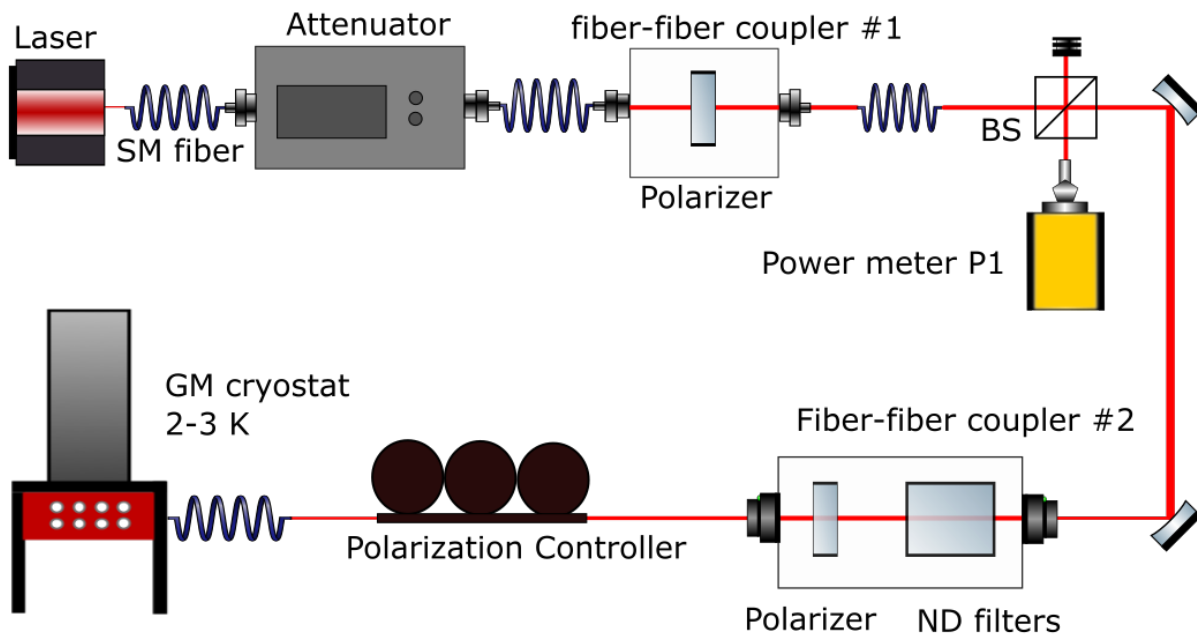 Laser
Attenuator
fiber-fiber coupler #1
SM fiber
Polarizer
BS
Power meter P1
GM cryostat
2-3 K
Fiber-fiber coupler #2
Polarization Controller
Polarizer
ND filters